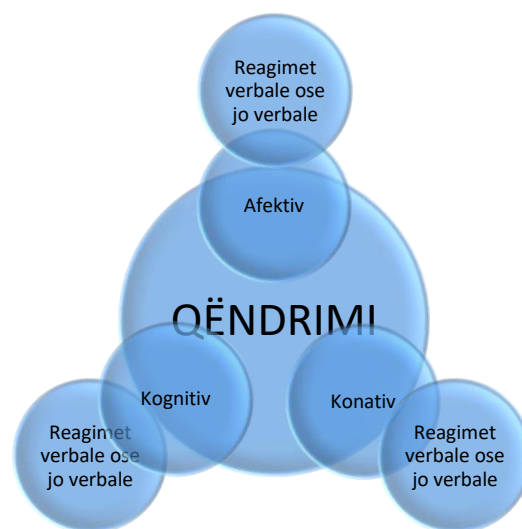 Reagimet
verbale ose
jo verbale
Afektiv
QËNDRIMI
Kognitiv
Konativ
Reagimet
verbale ose
jo verbale
Reagimet
verbale ose
jo verbale